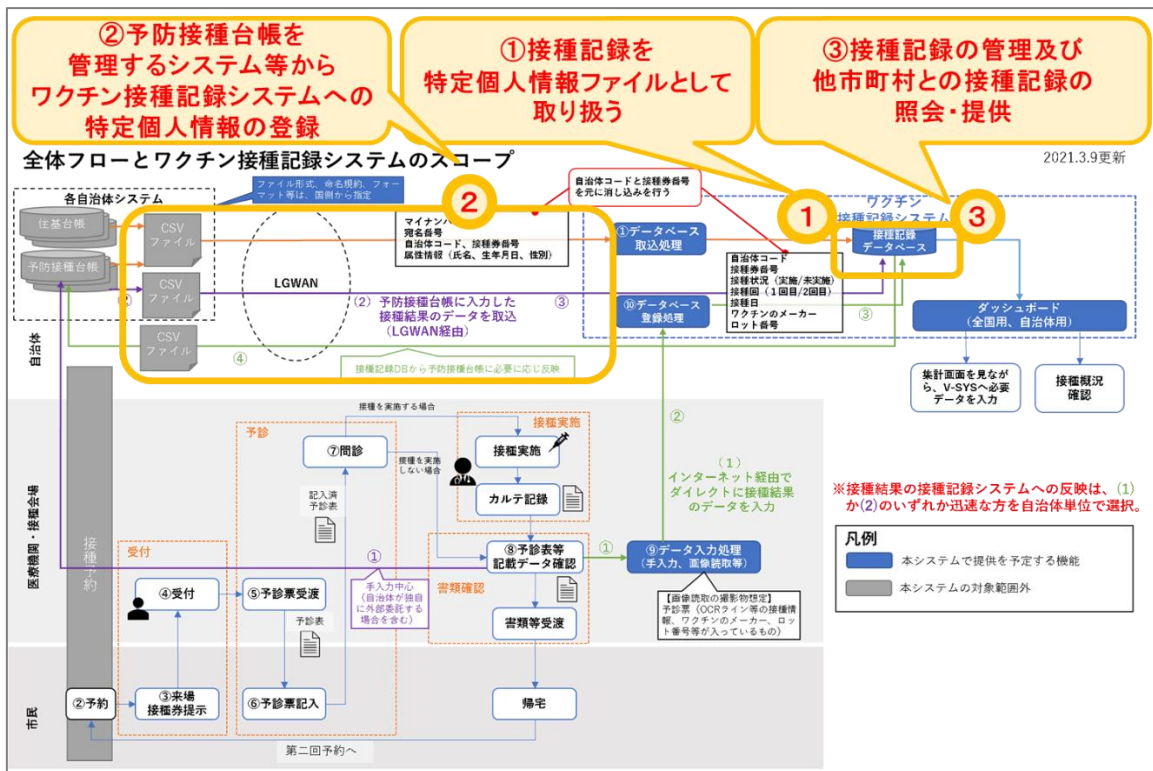 ②予防接種台帳を
管理するシステム等から
ワクチン接種記録システムへの
特定個人情報の登録
①接種記録を
特定個人情報ファイルとして
取り扱う
③接種記録の管理及び
他市町村との接種記録の
照会・提供
全体フローとワクチン接種記録システムのスコープ
2021.3.9更新
各自治体システム
ファイル形式、命名規約、フォー
マット等は、国側から指定
自治体コードと接種券番号
を元に消し込みを行う
ワクチン
接種記録システム
②
①
③
住基台帳
予防接種台帳
CSV
ファイル
CSV
ファイル
CSV
ファイル
LGWAN
マイナンバ
宛名番号
自治体コード、接種券番号
属性情報(氏名、生年月日、性別)
①データベース
取込処理
接種記録
データベース
自治体コード
接種券番号
接種状況(実施/未実施)
接種回(1回目/2回目)
接種日
ワクチンのメーカー
ロット番号
(2)予防接種台帳に入力した
接種結果のデータを取込
(LGWAN経由)
③
⑩データベース
登録処理
③
ダッシュボード
(全国用、自治体用)
④
接種記録DBから予防接種台帳に必要に応じ反映
自治体
集計画面を見なが
ら、V-SYSへ必要
データを入力
接種概況
確認
接種を実施する場合
予診
⑦問診
接種を実施
しない場合
接種実施
接種実施
カルテ記録
②
(1)
インターネット経由で
ダイレクトに接種結果
のデータを入力
※接種結果の接種記録システムへの反映は、(1)
か(2)のいずれか迅速な方を自治体単位で選択。
記入済
予診表
医療機関・接種会場
接種予約
受付
④受付
⑤予診票受渡
予診表
①
手入力中心
(自治体が独自
に外部委託する
場合を含む)
⑧予診表等
記載データ確認
①
⑨データ入力処理
(手入力、画像読取等)
書類確認
書類等受渡
【画像読取の撮影物想定】
予診票(OCRライン等の接種情
報、ワクチンのメーカー、ロッ
ト番号等が入っているもの)
凡例
本システムで提供を予定する機能
本システムの対象範囲外
市民
②予約
③来場
接種券提示
⑥予診票記入
帰宅
第二回予約へ